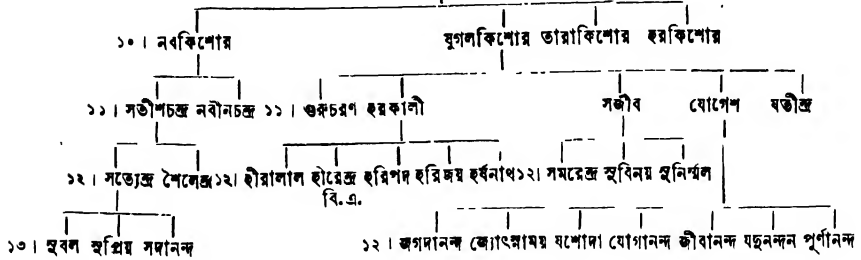 ১০। নবকিশোর যুগলকিশোর তারাকিশোর হরকিশোর
১১। সতীশচন্দ্র নবীনচন্দ্র ১১। গুরুচরণ হরকালী সজীব যোগেশ যতীন্দ্র
১২। সত্যেন্দ্র শৈলেন্দ্র ১২। হীরালাল হীরেন্দ্র হরিপদ হরিজয় হর্ষনাথ ১২। সমরেন্দ্র সুবিনয় সুনির্ম্মল
বি.এ.
১৩। সুবল সুপ্রিয় সদানন্দ ১২। জগদানন্দ জ্যোৎস্নাময় যশোদা যোগানন্দ জীবানন্দ যদুনন্দন পূর্ণানন্দ